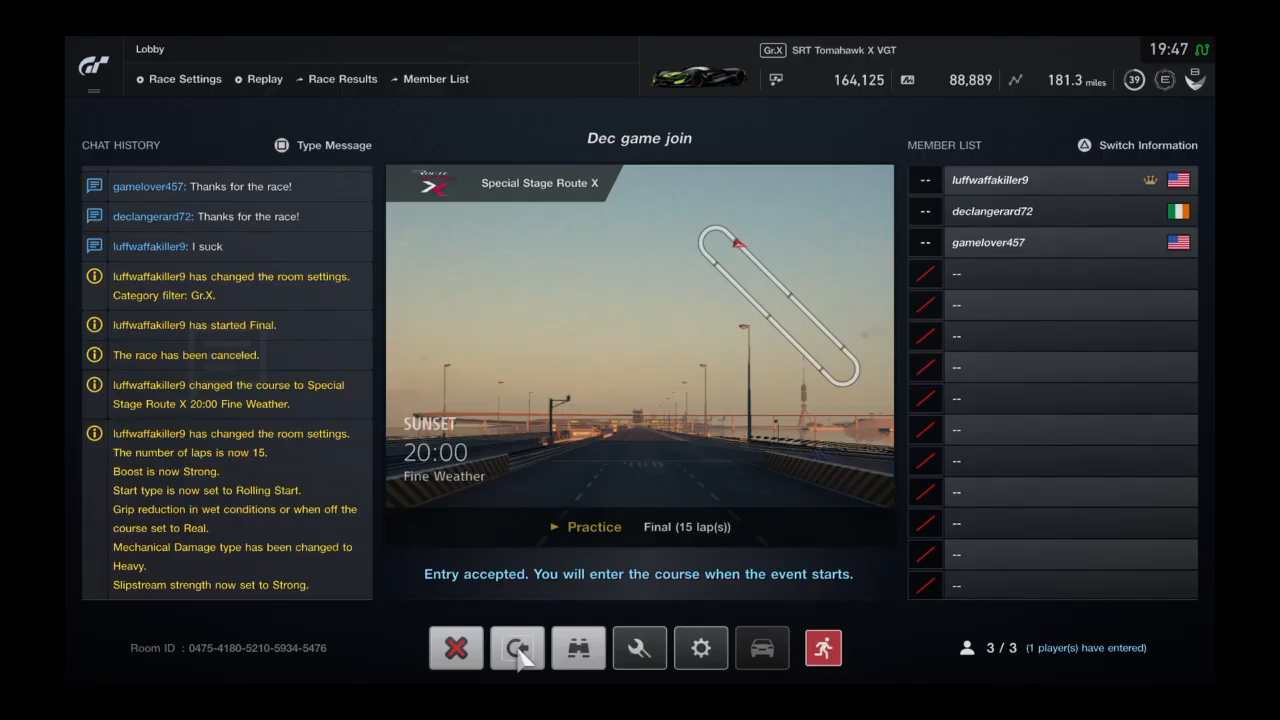 Lobby
Race Settings
Replay
Race Results
Member List
Gr.X
SRT Tomahawk X VGT
19:47
164,125
88,889
181.3 miles
39
E
B
CHAT HISTORY
Type Message
gamelover457: Thanks for the race!
declangerard72: Thanks for the race!
luffwaffakiller9: I suck
luffwaffakiller9 has changed the room settings.
Category filter: Gr.X.
luffwaffakiller9 has started Final.
The race has been canceled.
luffwaffakiller9 changed the course to Special
Stage Route X 20:00 Fine Weather.
luffwaffakiller9 has changed the room settings.
The number of laps is now 15.
Boost is now Strong.
Start type is now set to Rolling Start.
Grip reduction in wet conditions or when off the
course set to Real.
Mechanical Damage type has been changed to
Heavy.
Slipstream strength now set to Strong.
Dec game join
ROUTE X
Special Stage Route X
SUNSET
20:00
Fine Weather
Practice
Final (15 lap(s))
Entry accepted. You will enter the course when the event starts.
MEMBER LIST
Switch Information
-- luffwaffakiller9
-- declangerard72
-- gamelover457
--
--
--
--
--
--
--
--
--
--
--
Room ID : 0475-4180-5210-5934-5476
3 / 3 (1 player(s) have entered)